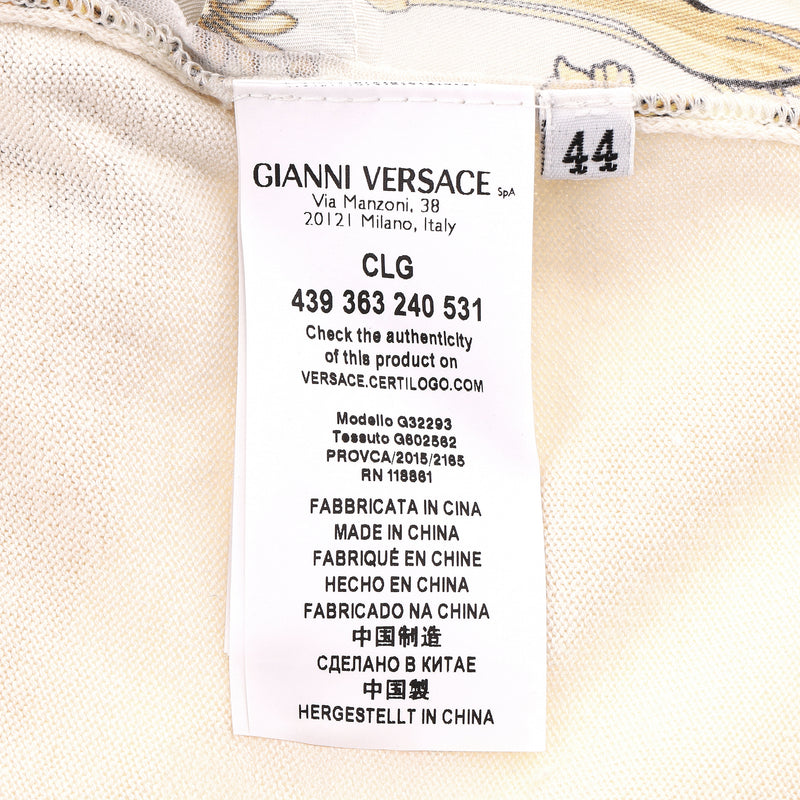 GIANNI VERSACE SpA
Via Manzoni, 38
20121 Milano, Italy
CLG
439 363 240 531
Check the authenticity
of this product on
VERSACE.CERTILOGO.COM
Modello G32293
Tessuto G602562
PROVCA/2015/2165
RN 118861
FABBRICATA IN CINA
MADE IN CHINA
FABRIQUÉ EN CHINE
HECHO EN CHINA
FABRICADO NA CHINA
中国制造
СДЕЛАНО В КИТАЕ
中国製
HERGESTELLT IN CHINA
44